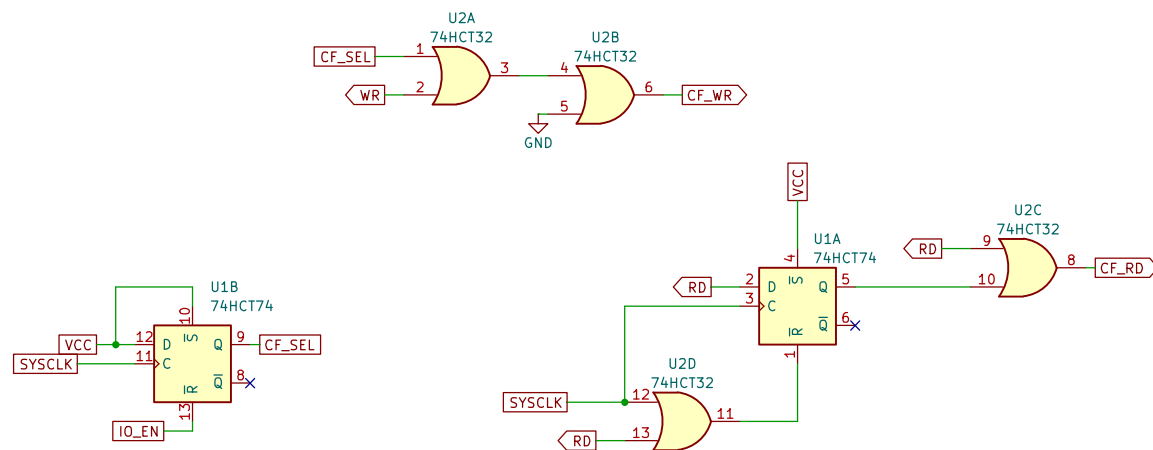 U2A
74HCT32
CF_SEL
1
WR
2
3
U2B
74HCT32
4
5
6
CF_WR
GND
VCC
U1A
74HCT74
4
RD
2
D
S
Q
5
3
C
Q
6
R
1
U2C
74HCT32
RD
9
10
8
CF_RD
U1B
74HCT74
10
VCC
12
D
S
Q
9
CF_SEL
SYSCLK
11
C
Q
8
R
13
IO_EN
U2D
74HCT32
SYSCLK
12
RD
13
11